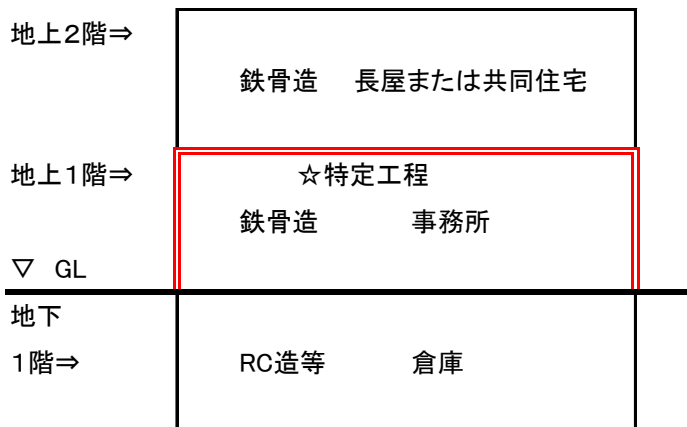 地上2階⇒
鉄骨造 長屋または共同住宅
地上1階⇒ ☆特定工程
鉄骨造 事務所
▽ GL
地下
1階⇒ RC造等 倉庫